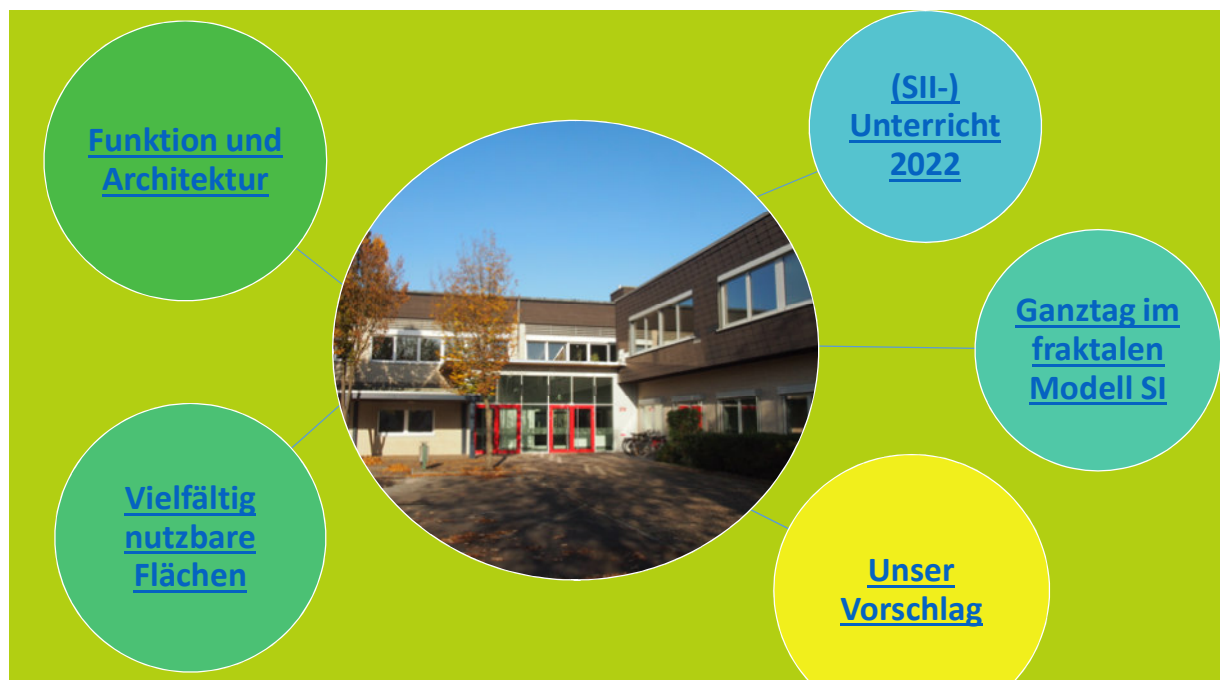 Funktion und
Architektur
(SII-)
Unterricht
2022
Ganztag im
fraktalen
Modell SI
Vielfältig
nutzbare
Flächen
Unser
Vorschlag